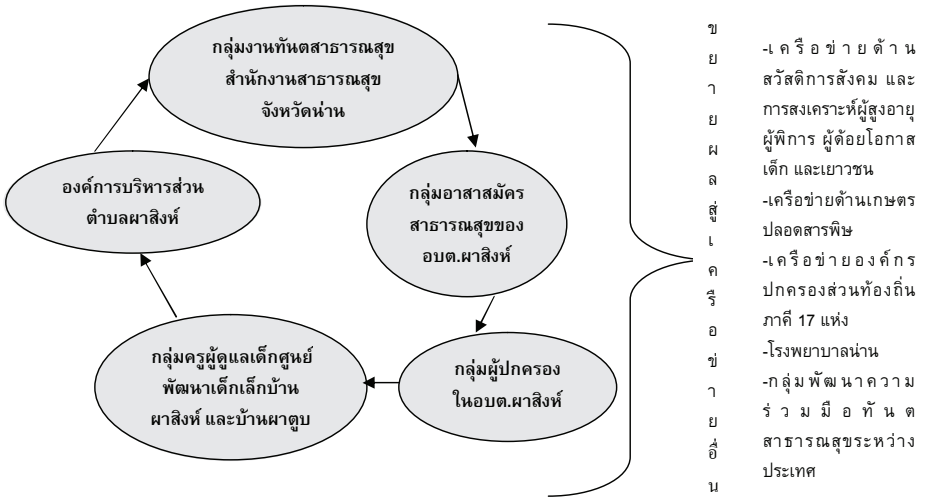 กลุ่มงานทันตสาธารณสุข
สำนักงานสาธารณสุข
จังหวัดน่าน
องค์การบริหารส่วน
ตำบลผาสิงห์
กลุ่มอาสาสมัคร
สาธารณสุขของ
อบต.ผาสิงห์
กลุ่มครูผู้ดูแลเด็กศูนย์
พัฒนาเด็กเล็กบ้าน
ผาสิงห์ และบ้านผาตูบ
กลุ่มผู้ปกครอง
ในอบต.ผาสิงห์
ข
ย
า
ย
ผ
ล
สู่
เ
ค
รื
อ
ข่
า
ย
อื่
น
-เครือข่ายด้าน
สวัสดิการสังคม และ
การสงเคราะห์ผู้สูงอายุ
ผู้พิการ ผู้ด้อยโอกาส
เด็ก และเยาวชน
-เครือข่ายด้านเกษตร
ปลอดสารพิษ
-เครือข่ายองค์กร
ปกครองส่วนท้องถิ่น
ภาคี 17 แห่ง
-โรงพยาบาลน่าน
-กลุ่มพัฒนาความ
ร่วมมือทันต
สาธารณสุขระหว่าง
ประเทศ